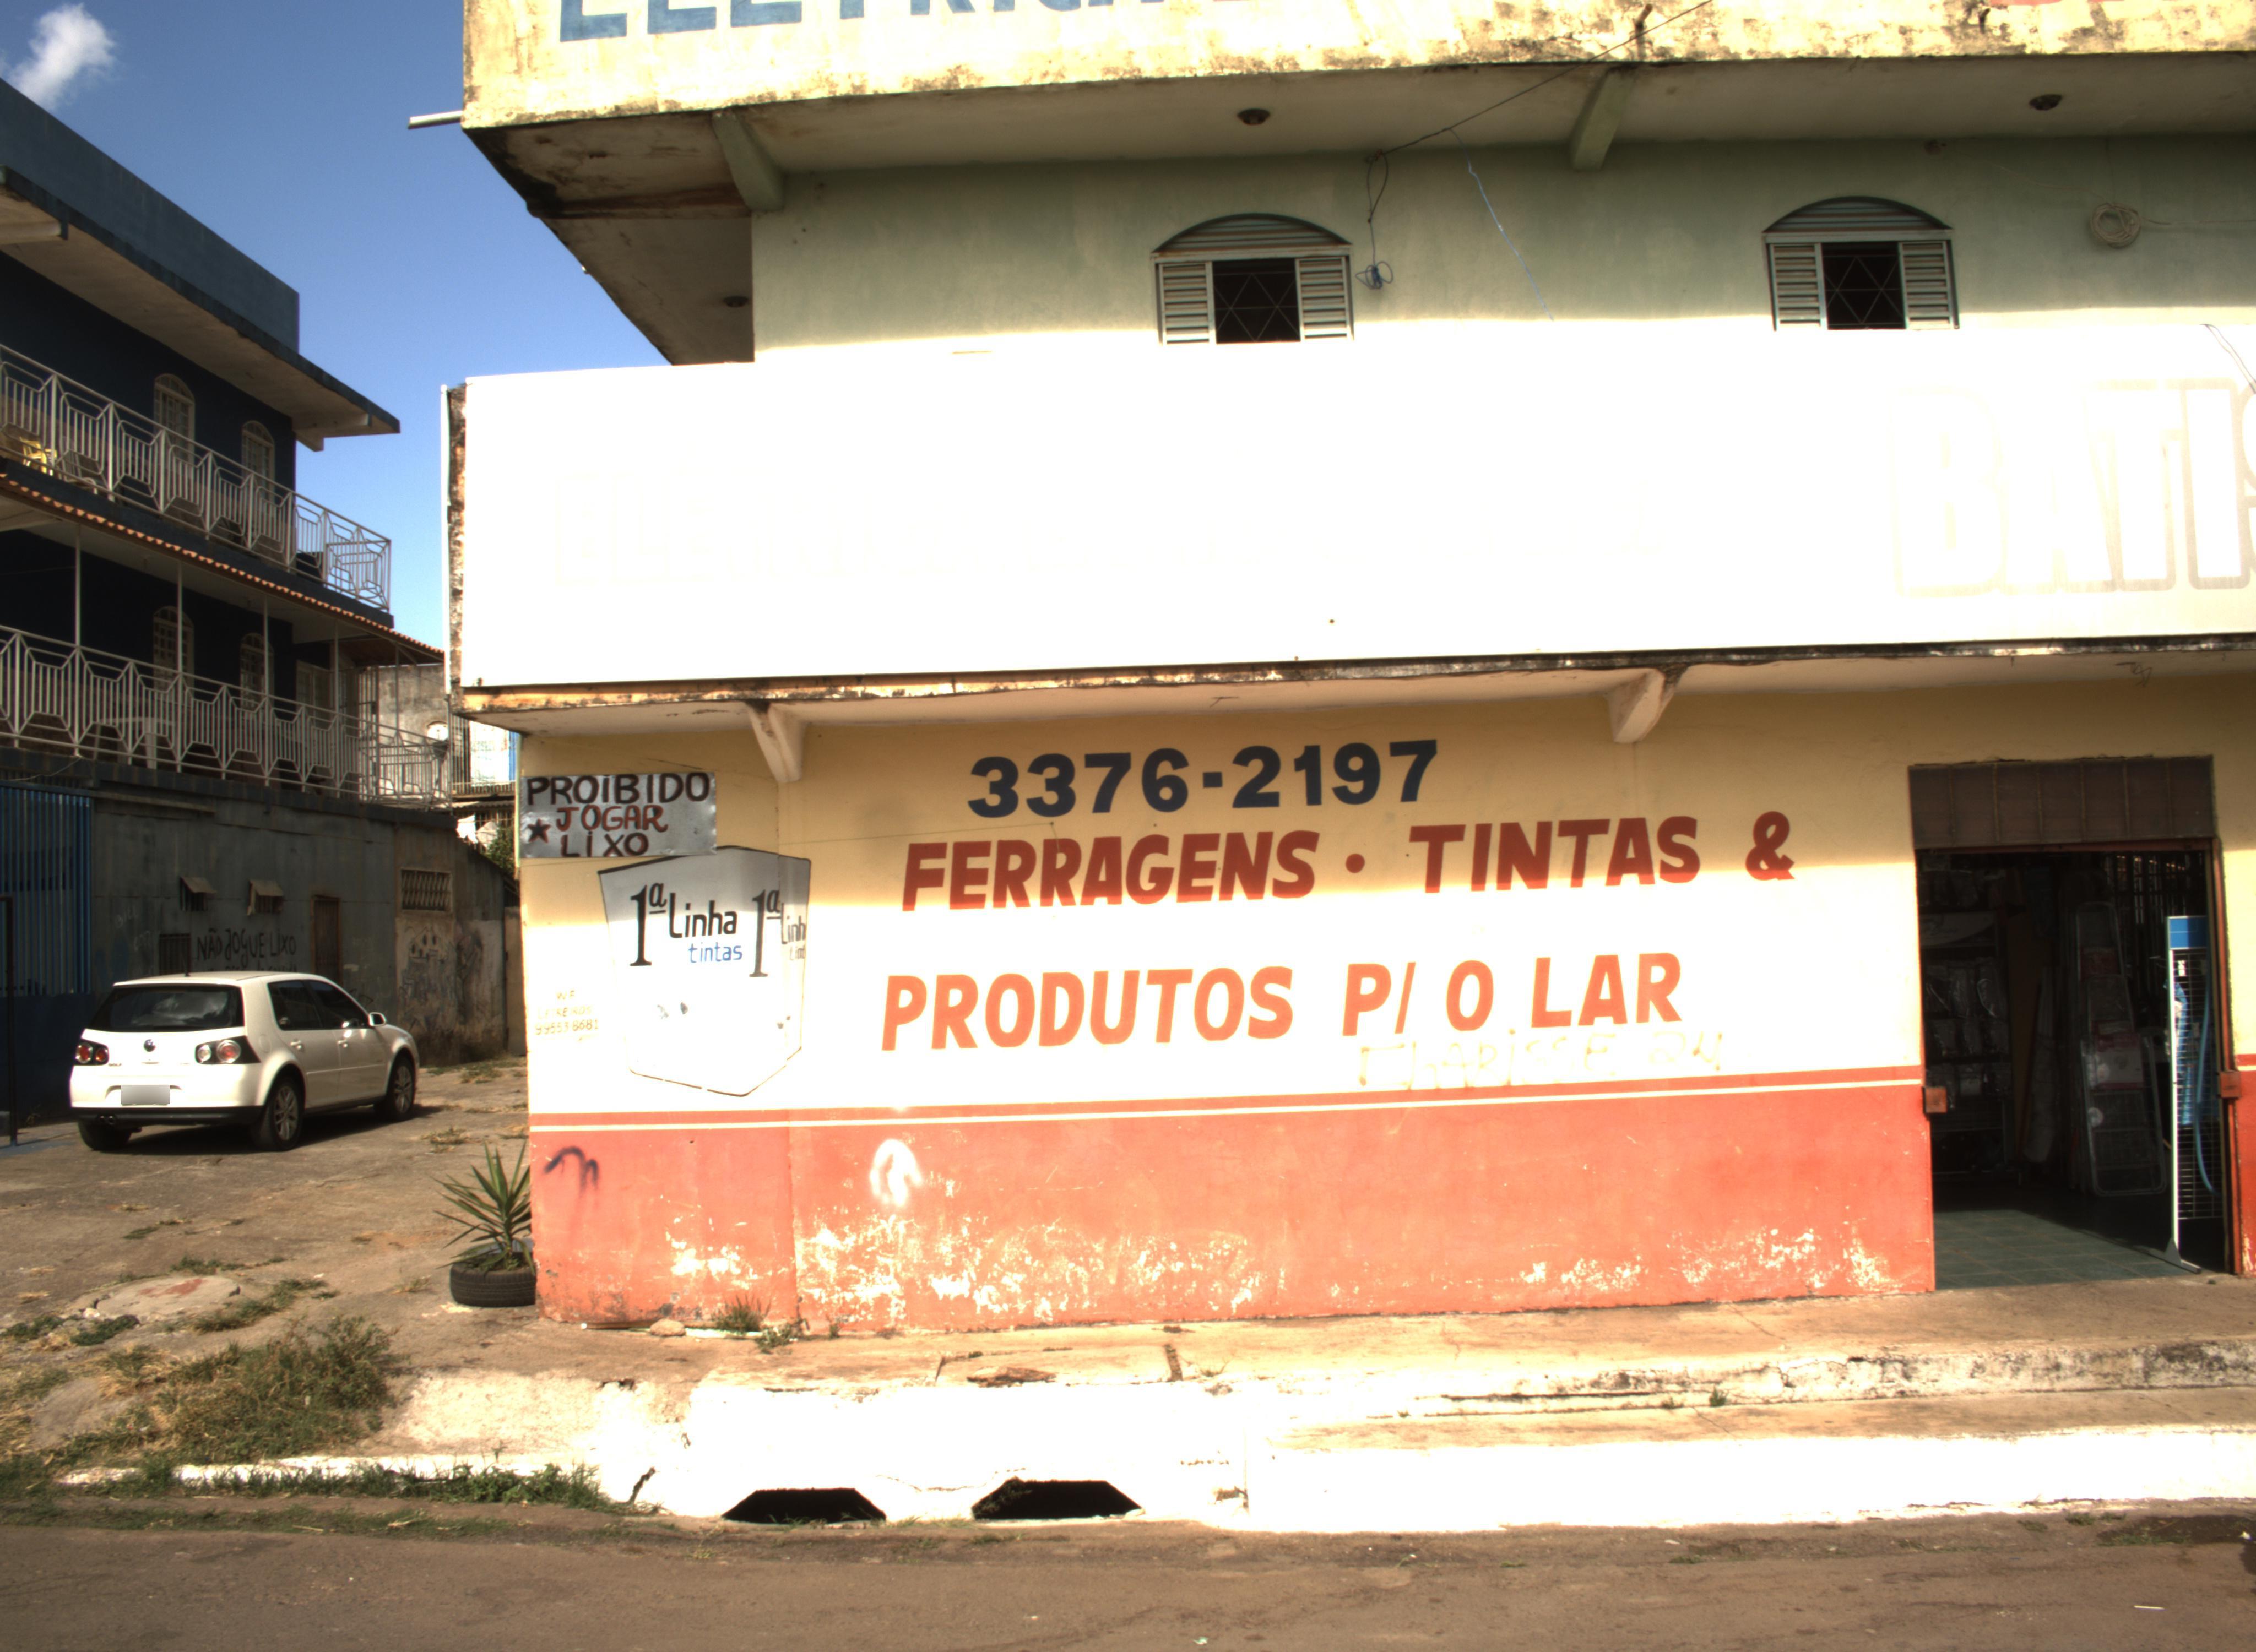 3376-2197
FERRAGENS • TINTAS &
PRODUTOS P/ O LAR
PROIBIDO
JOGAR
LIXO
1ª Linha
tintas
1ª
NÃO JOGUE LIXO